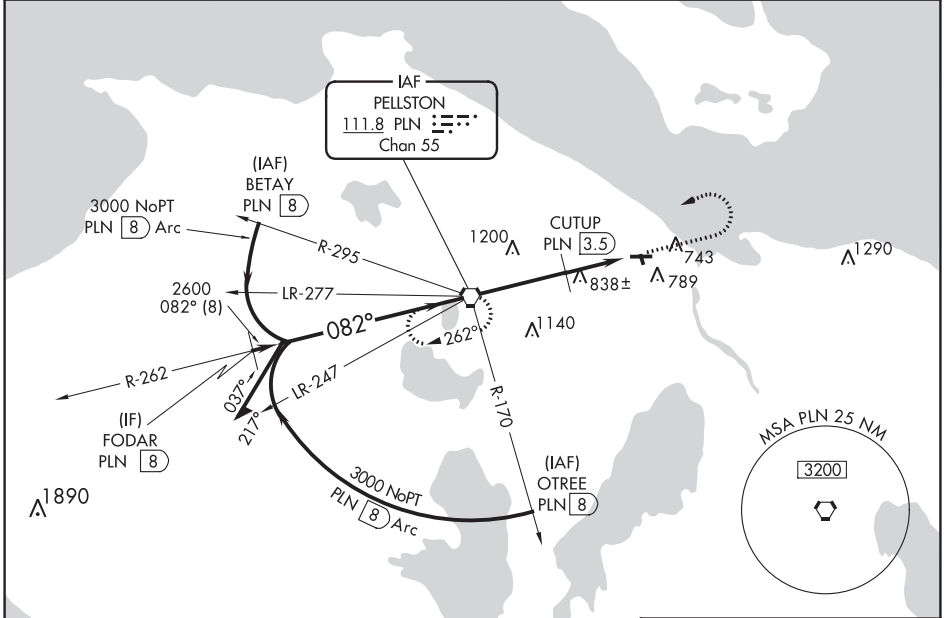 IAF
PELLSTON
111.8 PLN
Chan 55
(IAF)
BETAY
PLN 8
3000 NoPT
PLN 8 Arc
R-295
1200
CUTUP
PLN 3.5
743
789
838±
1290
LR-277
2600
082° (8)
082°
262°
1140
R-262
037°
217°
LR-247
R-170
(IF)
FODAR
PLN 8
1890
3000 NoPT
PLN 8 Arc
(IAF)
OTREE
PLN 8
MSA PLN 25 NM
3200